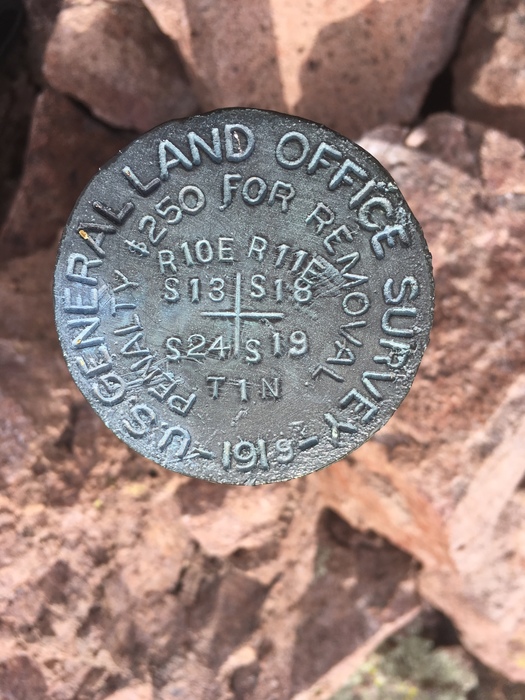 U.S. GENERAL LAND OFFICE SURVEY
PENALTY $250 FOR REMOVAL
R10E R11E
S13 S18
S24 S19
T1N
-1919-